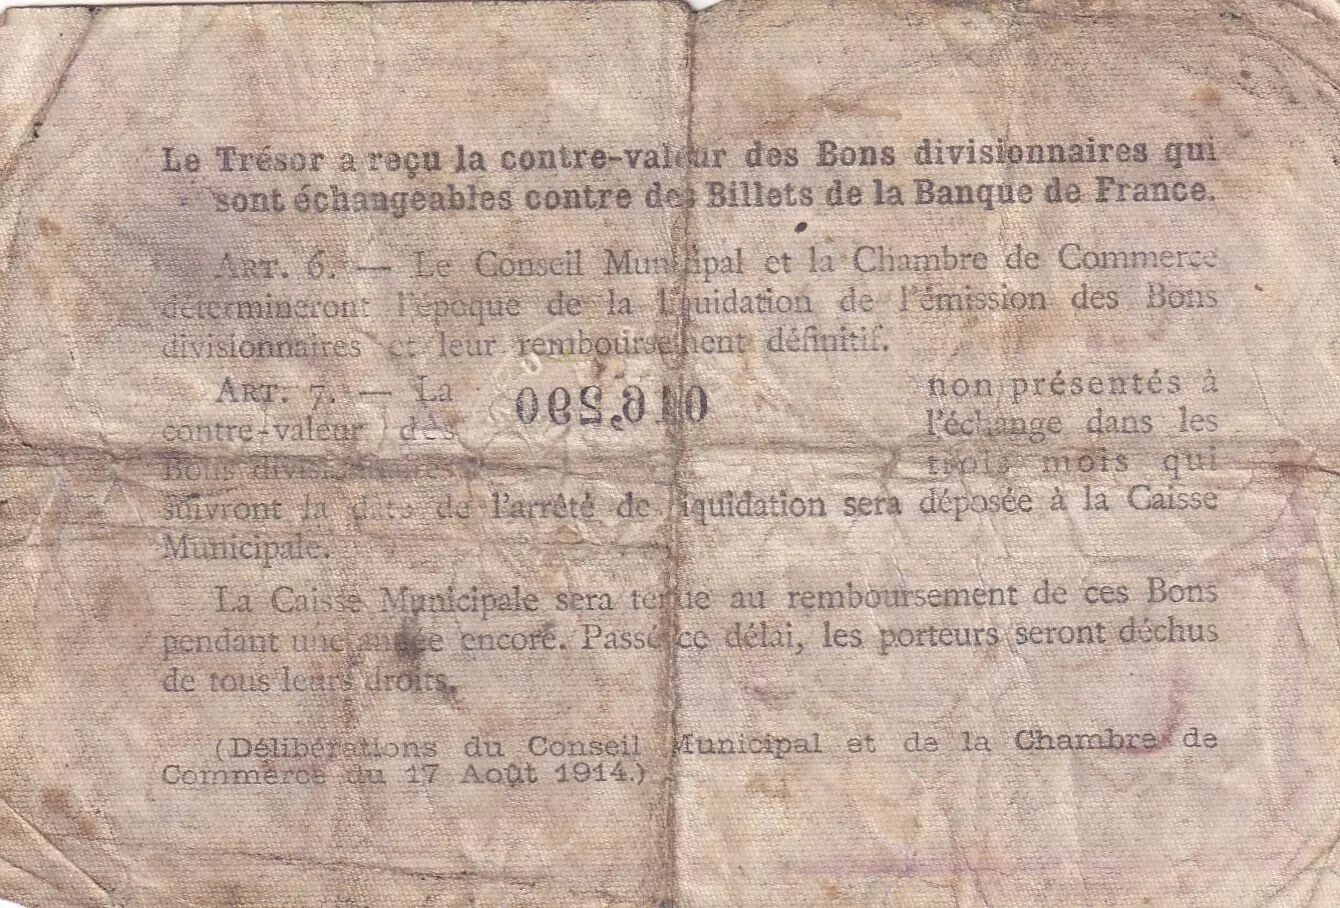 Le Trésor a reçu la contre-valeur des Bons divisionnaires qui
sont échangeables contre des Billets de la Banque de France.
ART. 6. — Le Conseil Municipal et la Chambre de Commerce
détermineront l'époque de la liquidation de l'émission des Bons
divisionnaires et leur remboursement définitif.
ART. 7. — La non présentés à
contre-valeur des l'échange dans les
Bons divisionnaires trois mois qui
suivront la date de l'arrêté de liquidation sera déposée à la Caisse
Municipale.
La Caisse Municipale sera tenue au remboursement de ces Bons
pendant une année encore. Passé ce délai, les porteurs seront déchus
de tous leurs droits.
(Délibérations du Conseil Municipal et de la Chambre de
Commerce du 17 Août 1914.)